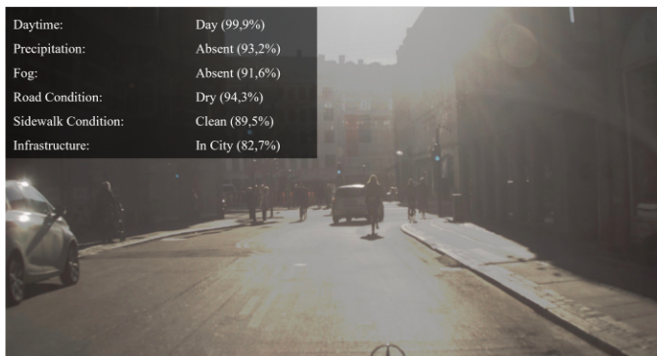 Daytime: Day (99,9%)
Precipitation: Absent (93,2%)
Fog: Absent (91,6%)
Road Condition: Dry (94,3%)
Sidewalk Condition: Clean (89,5%)
Infrastructure: In City (82,7%)